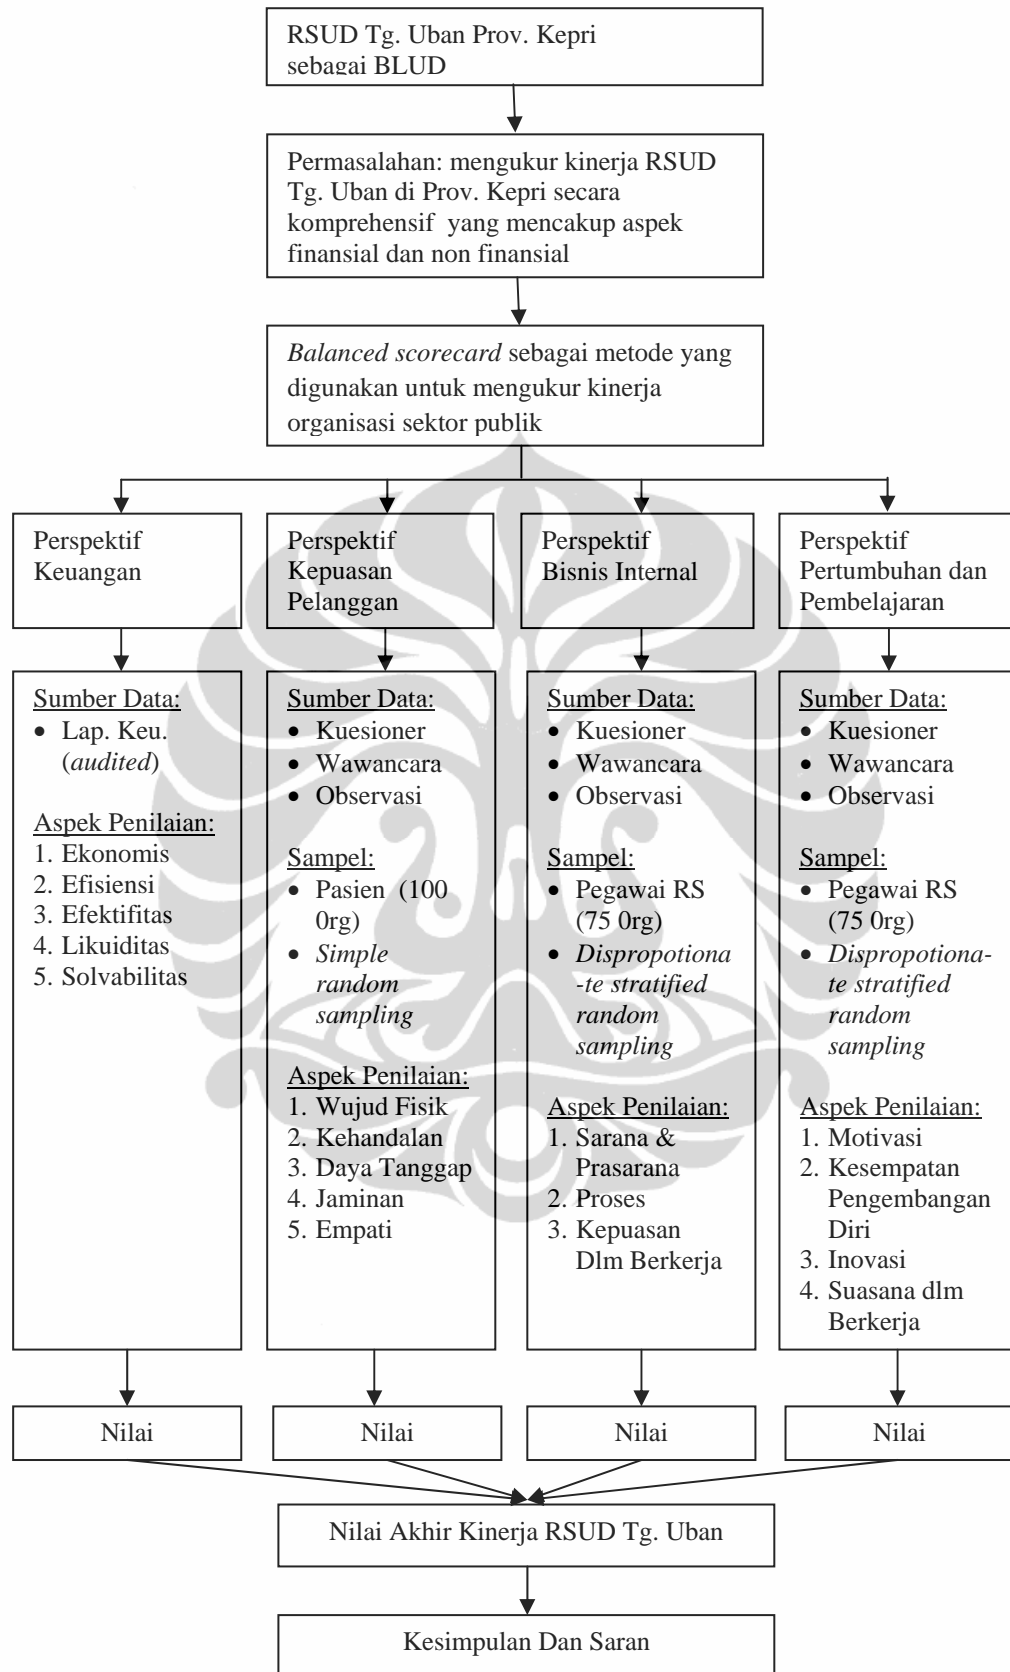 RSUD Tg. Uban Prov. Kepri
sebagai BLUD
Permasalahan: mengukur kinerja RSUD
Tg. Uban di Prov. Kepri secara
komprehensif yang mencakup aspek
finansial dan non finansial
Balanced scorecard sebagai metode yang
digunakan untuk mengukur kinerja
organisasi sektor publik
Perspektif
Keuangan
Perspektif
Kepuasan
Pelanggan
Perspektif
Bisnis Internal
Perspektif
Pertumbuhan dan
Pembelajaran
Sumber Data:
• Lap. Keu.
(audited)
Aspek Penilaian:
1. Ekonomis
2. Efisiensi
3. Efektifitas
4. Likuiditas
5. Solvabilitas
Sumber Data:
• Kuesioner
• Wawancara
• Observasi
Sampel:
• Pasien (100
0rg)
• Simple
random
sampling
Aspek Penilaian:
1. Wujud Fisik
2. Kehandalan
3. Daya Tanggap
4. Jaminan
5. Empati
Sumber Data:
• Kuesioner
• Wawancara
• Observasi
Sampel:
• Pegawai RS
(75 0rg)
• Dispropotiona
-te stratified
random
sampling
Aspek Penilaian:
1. Sarana &
Prasarana
2. Proses
3. Kepuasan
Dlm Berkerja
Sumber Data:
• Kuesioner
• Wawancara
• Observasi
Sampel:
• Pegawai RS
(75 0rg)
• Dispropotiona-
te stratified
random
sampling
Aspek Penilaian:
1. Motivasi
2. Kesempatan
Pengembangan
Diri
3. Inovasi
4. Suasana dlm
Berkerja
Nilai
Nilai
Nilai
Nilai
Nilai Akhir Kinerja RSUD Tg. Uban
Kesimpulan Dan Saran